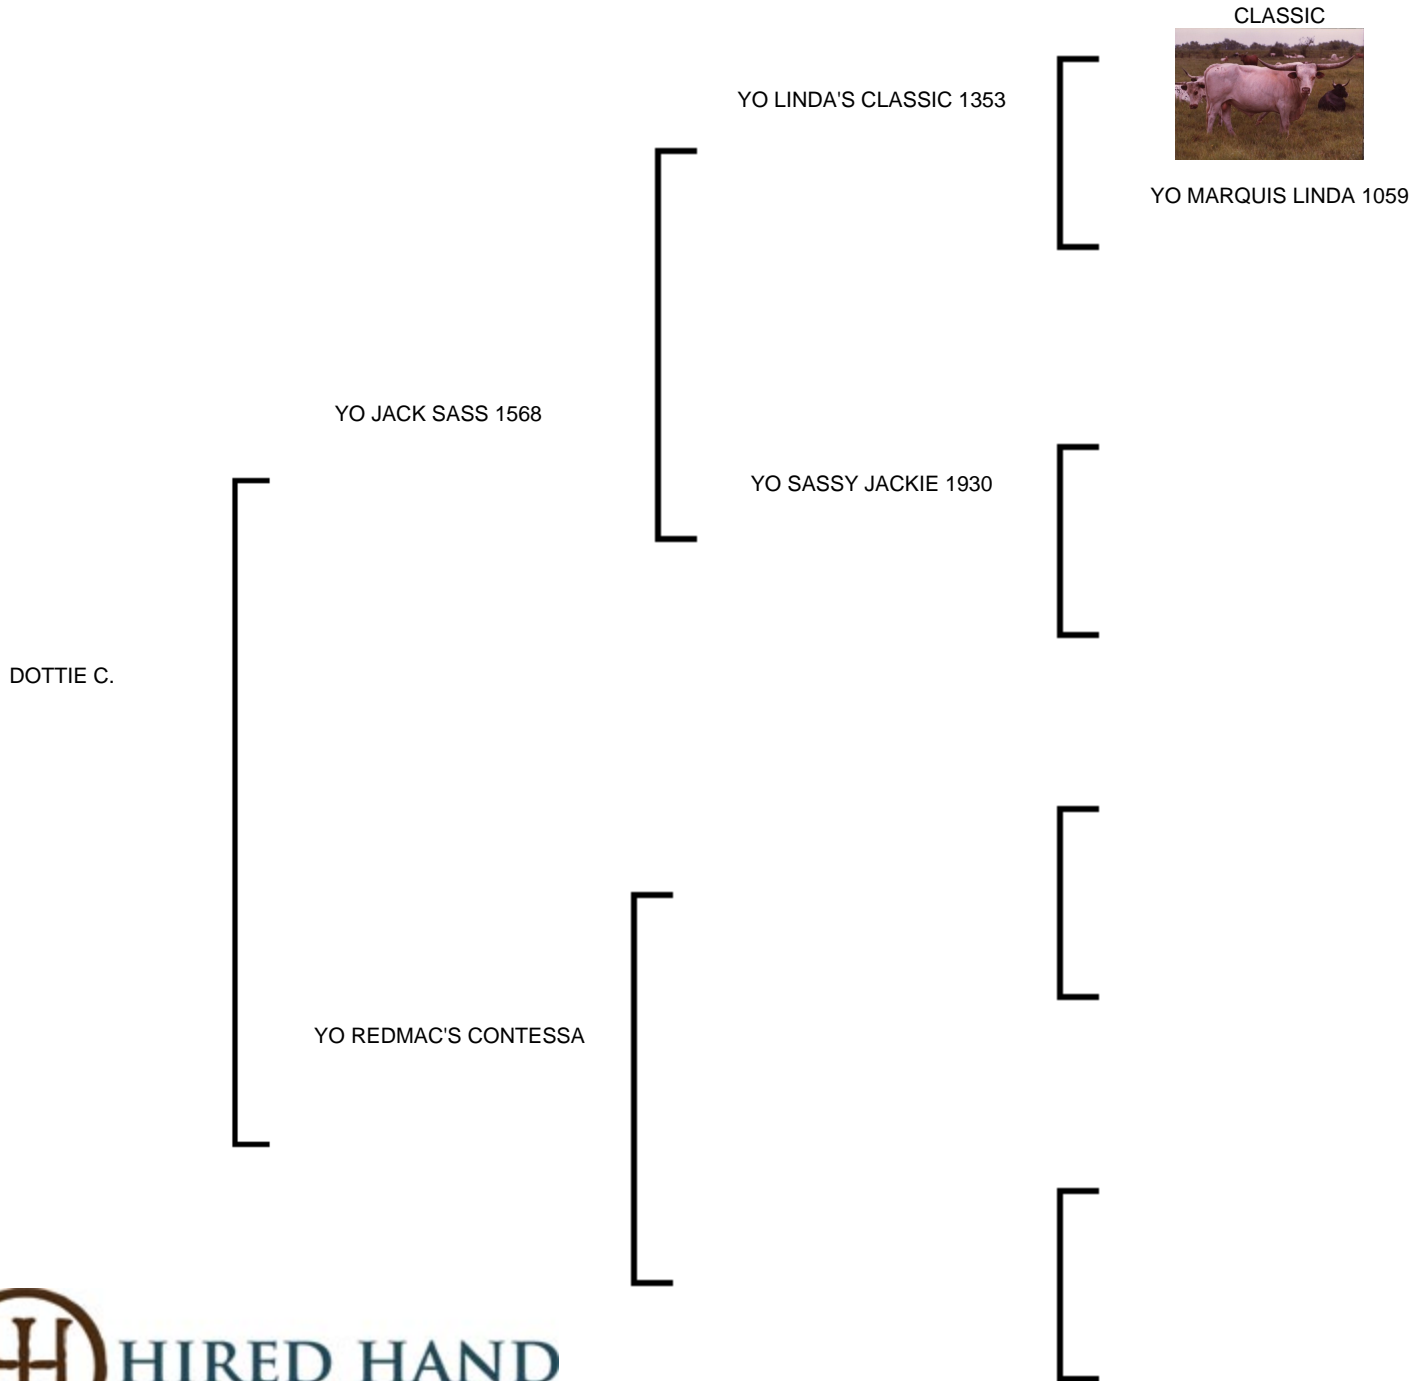 CLASSIC
YO LINDA'S CLASSIC 1353
YO MARQUIS LINDA 1059
YO JACK SASS 1568
YO SASSY JACKIE 1930
DOTTIE C.
YO REDMAC'S CONTESSA
HIRED HAND